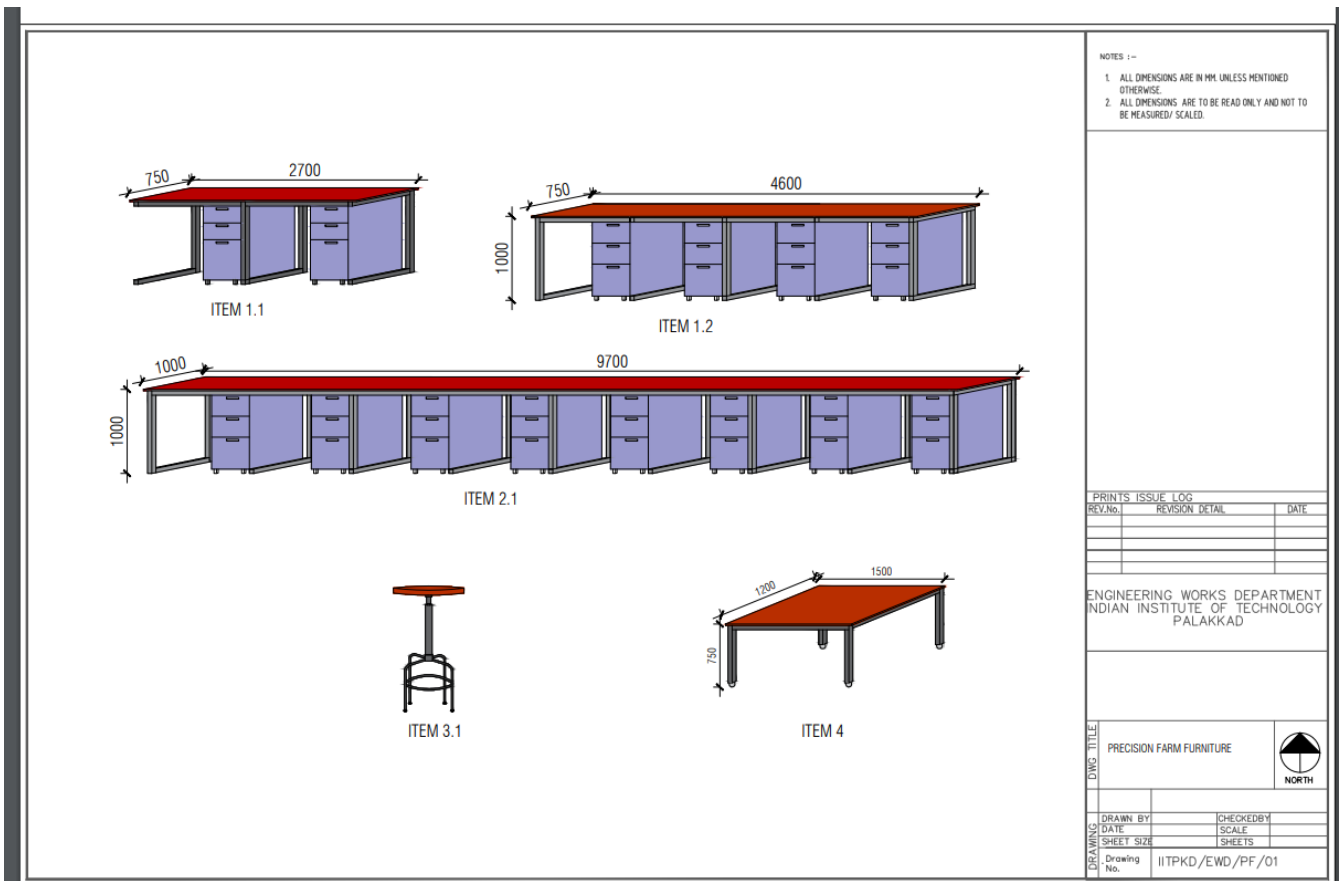 NOTES :-
1. ALL DIMENSIONS ARE IN MM. UNLESS MENTIONED
OTHERWISE.
2. ALL DIMENSIONS ARE TO BE READ ONLY AND NOT TO
BE MEASURED/ SCALED.
750
2700
ITEM 1.1
750
4600
1000
ITEM 1.2
1000
9700
1000
ITEM 2.1
ITEM 3.1
1200
1500
750
ITEM 4
PRINTS ISSUE LOG
REV.No. REVISION DETAIL DATE
ENGINEERING WORKS DEPARTMENT
INDIAN INSTITUTE OF TECHNOLOGY
PALAKKAD
DWG TITLE
PRECISION FARM FURNITURE
NORTH
DRAWING
DRAWN BY CHECKEDBY
DATE SCALE
SHEET SIZE SHEETS
Drawing
No.
IITPKD/EWD/PF/01